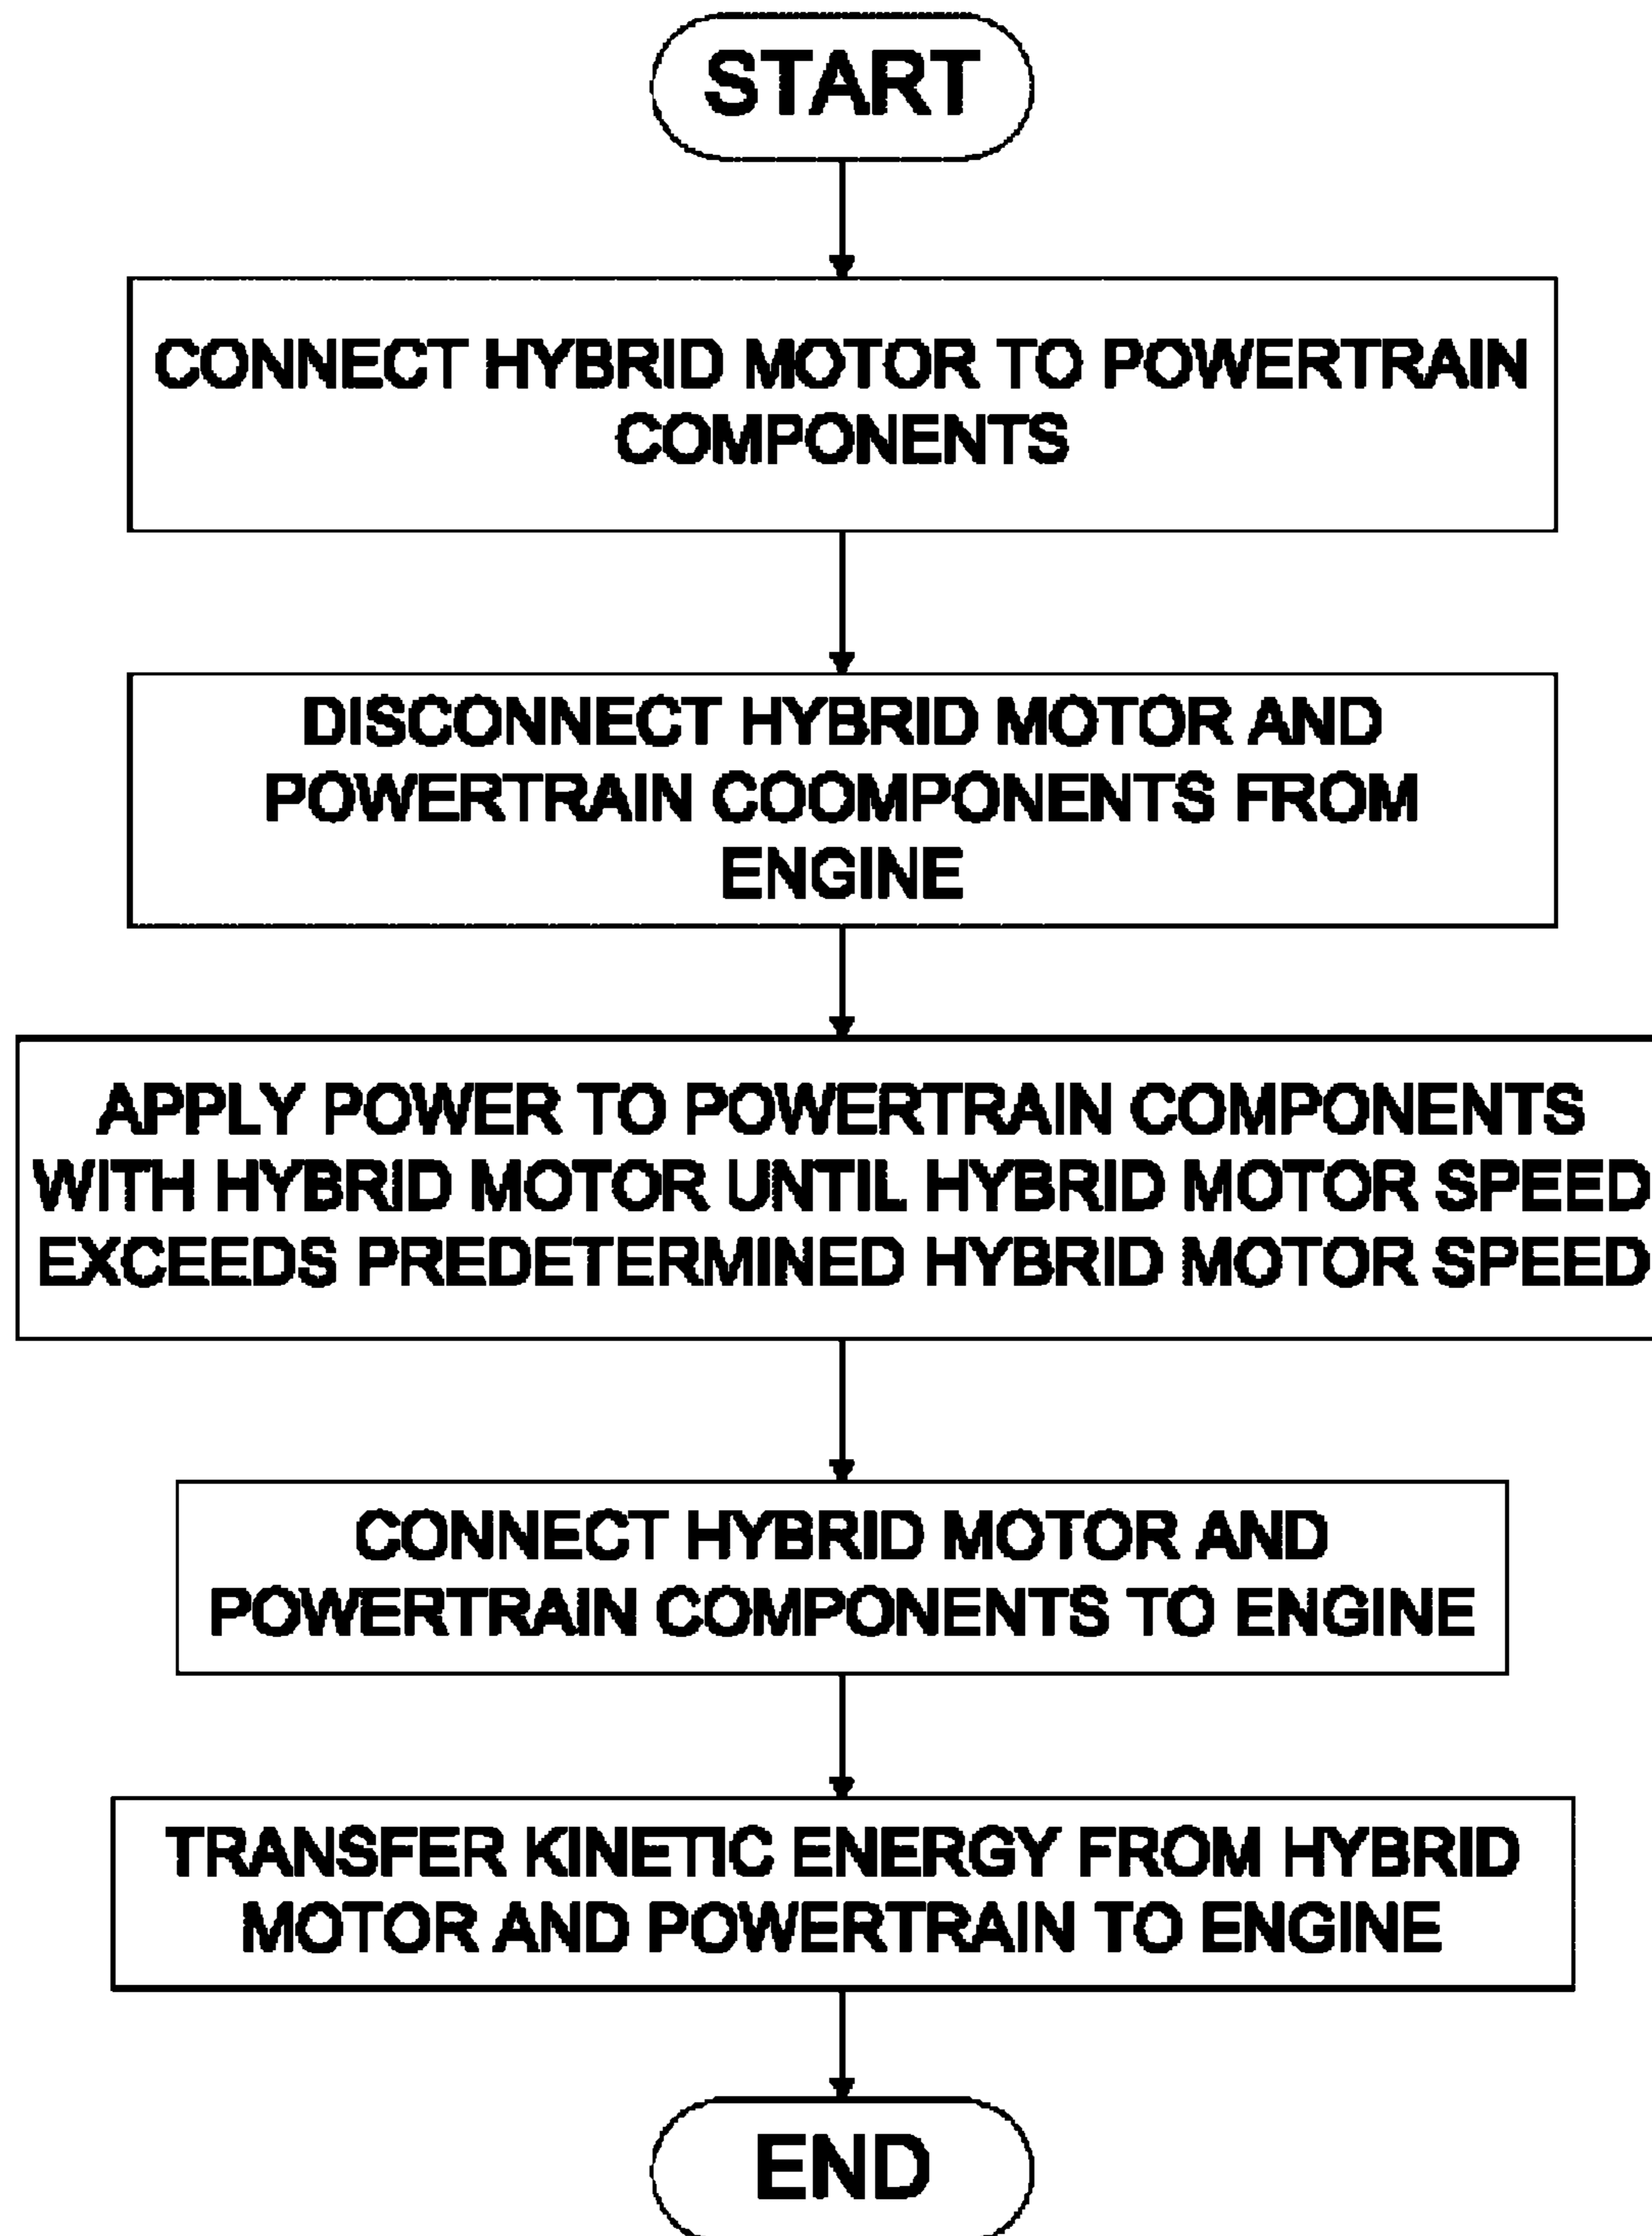 START
CONNECT HYBRID MOTOR TO POWERTRAIN
COMPONENTS
DISCONNECT HYBRID MOTOR AND
POWERTRAIN COOMPONENTS FROM
ENGINE
APPLY POWER TO POWERTRAIN COMPONENTS
WITH HYBRID MOTOR UNTIL HYBRID MOTOR SPEED
EXCEEDS PREDETERMINED HYBRID MOTOR SPEED
CONNECT HYBRID MOTOR AND
POWERTRAIN COMPONENTS TO ENGINE
TRANSFER KINETIC ENERGY FROM HYBRID
MOTOR AND POWERTRAIN TO ENGINE
END